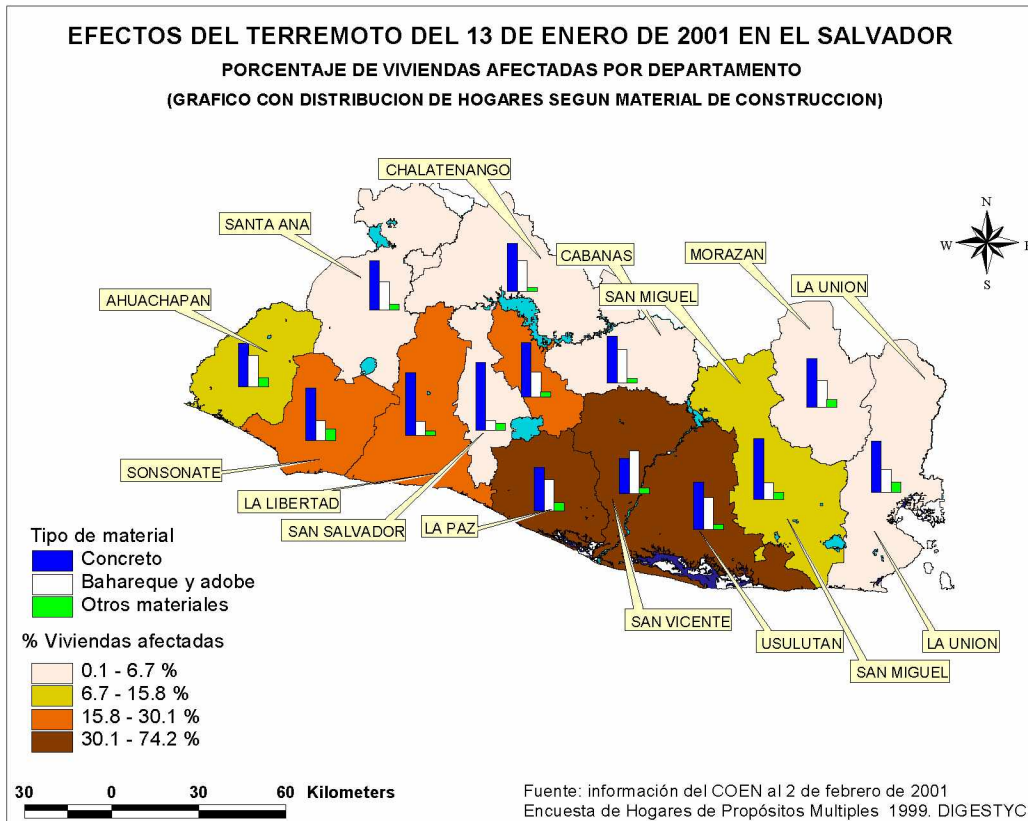 EFECTOS DEL TERREMOTO DEL 13 DE ENERO DE 2001 EN EL SALVADOR
PORCENTAJE DE VIVIENDAS AFECTADAS POR DEPARTAMENTO
(GRAFICO CON DISTRIBUCION DE HOGARES SEGUN MATERIAL DE CONSTRUCCION)
CHALATENANGO
SANTA ANA
CABANAS
MORAZAN
N
W E
S
AHUACHAPAN
SAN MIGUEL
LA UNION
SONSONATE
LA LIBERTAD
SAN SALVADOR
LA PAZ
SAN VICENTE
USULUTAN
LA UNION
SAN MIGUEL
Tipo de material
Concreto
Bahareque y adobe
Otros materiales
% Viviendas afectadas
0.1 - 6.7 %
6.7 - 15.8 %
15.8 - 30.1 %
30.1 - 74.2 %
30 0 30 60 Kilometers
Fuente: información del COEN al 2 de febrero de 2001
Encuesta de Hogares de Propósitos Multiples 1999. DIGESTYC